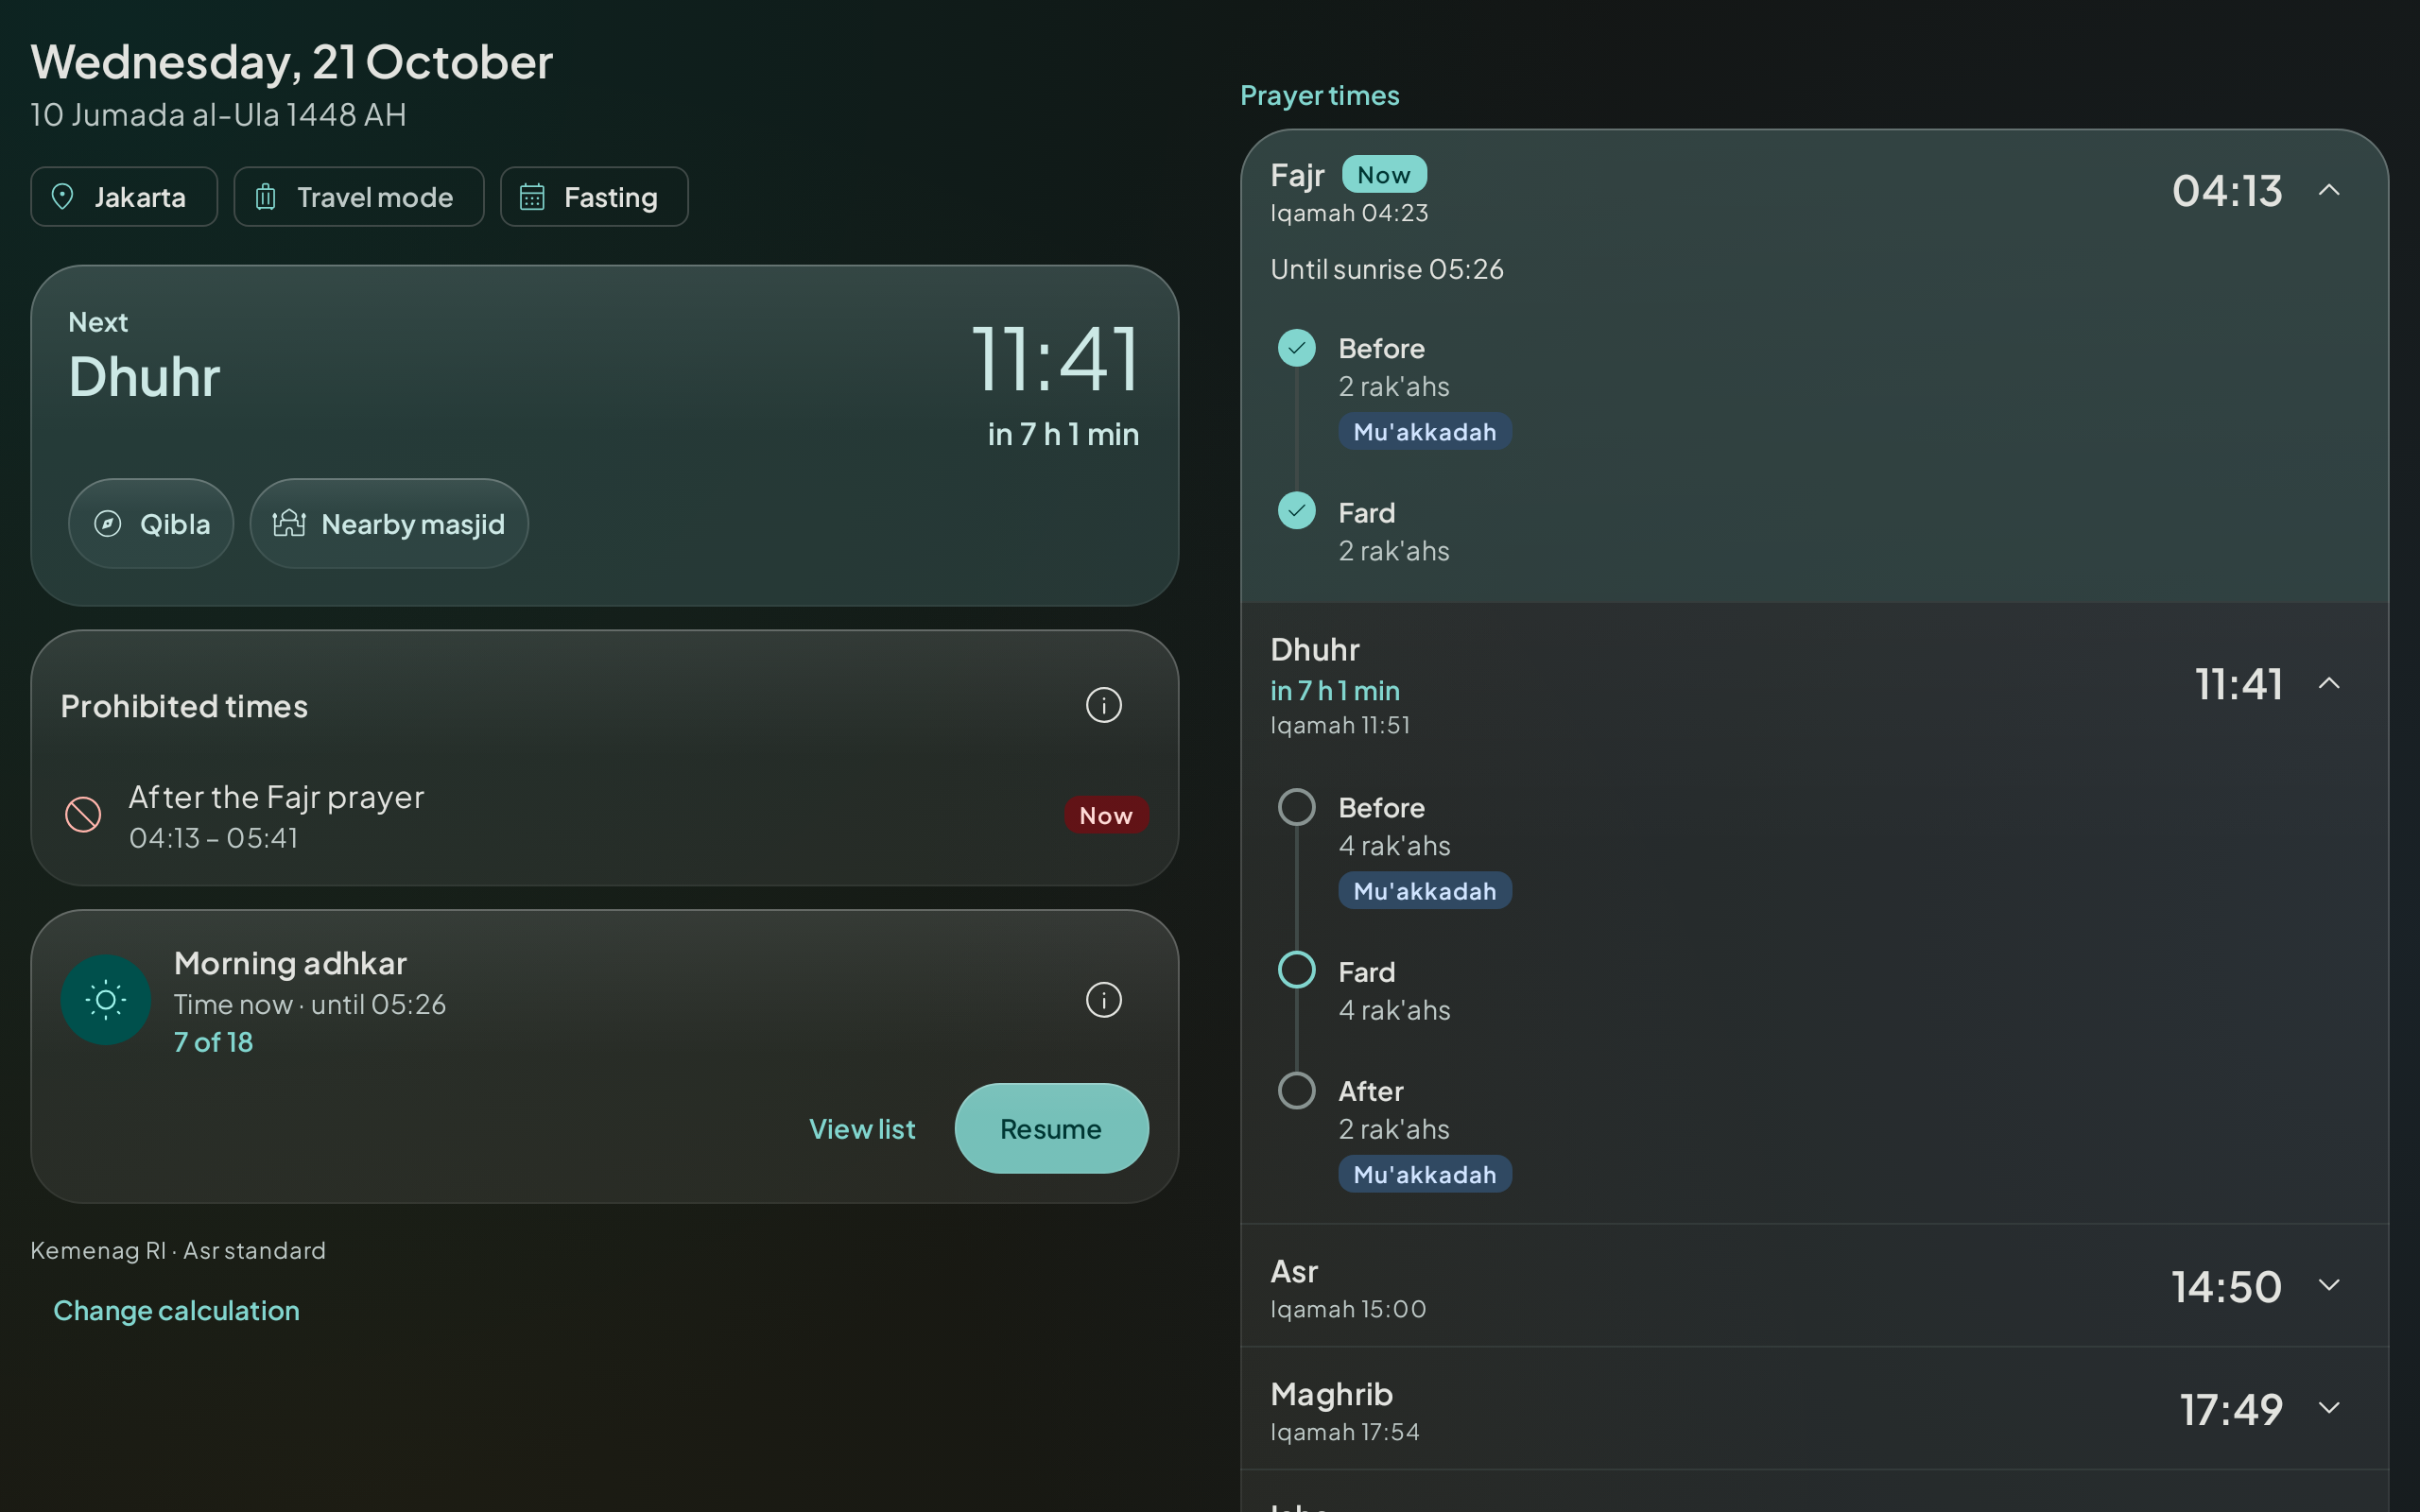 Wednesday, 21 October
10 Jumada al-Ula 1448 AH
Jakarta
Travel mode
Fasting
Next
Dhuhr
11:41
in 7 h 1 min
Qibla
Nearby masjid
Prohibited times
After the Fajr prayer
04:13 – 05:41
Now
Morning adhkar
Time now · until 05:26
7 of 18
View list
Resume
Kemenag RI · Asr standard
Change calculation
Prayer times
Fajr
Now
Iqamah 04:23
04:13
Until sunrise 05:26
Before
2 rak'ahs
Mu'akkadah
Fard
2 rak'ahs
Dhuhr
in 7 h 1 min
Iqamah 11:51
11:41
Before
4 rak'ahs
Mu'akkadah
Fard
4 rak'ahs
After
2 rak'ahs
Mu'akkadah
Asr
Iqamah 15:00
14:50
Maghrib
Iqamah 17:54
17:49